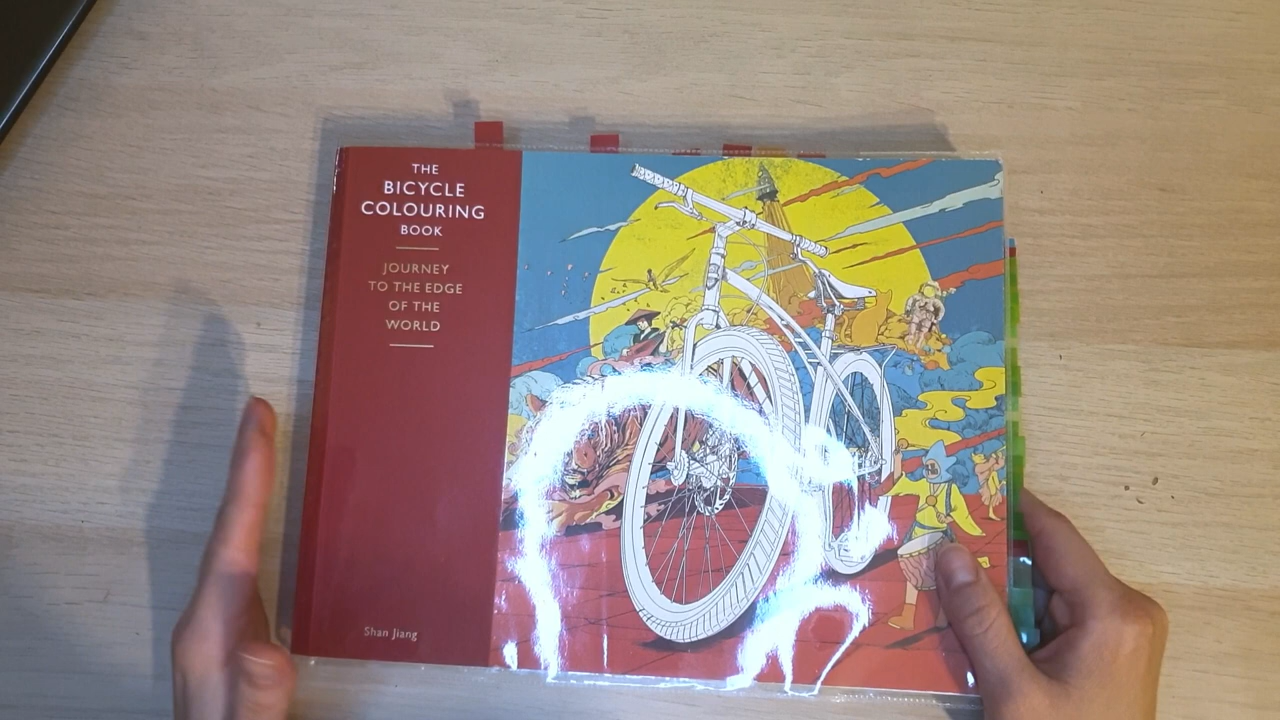 THE
BICYCLE
COLOURING
BOOK
JOURNEY
TO THE EDGE
OF THE
WORLD
Shan Jiang